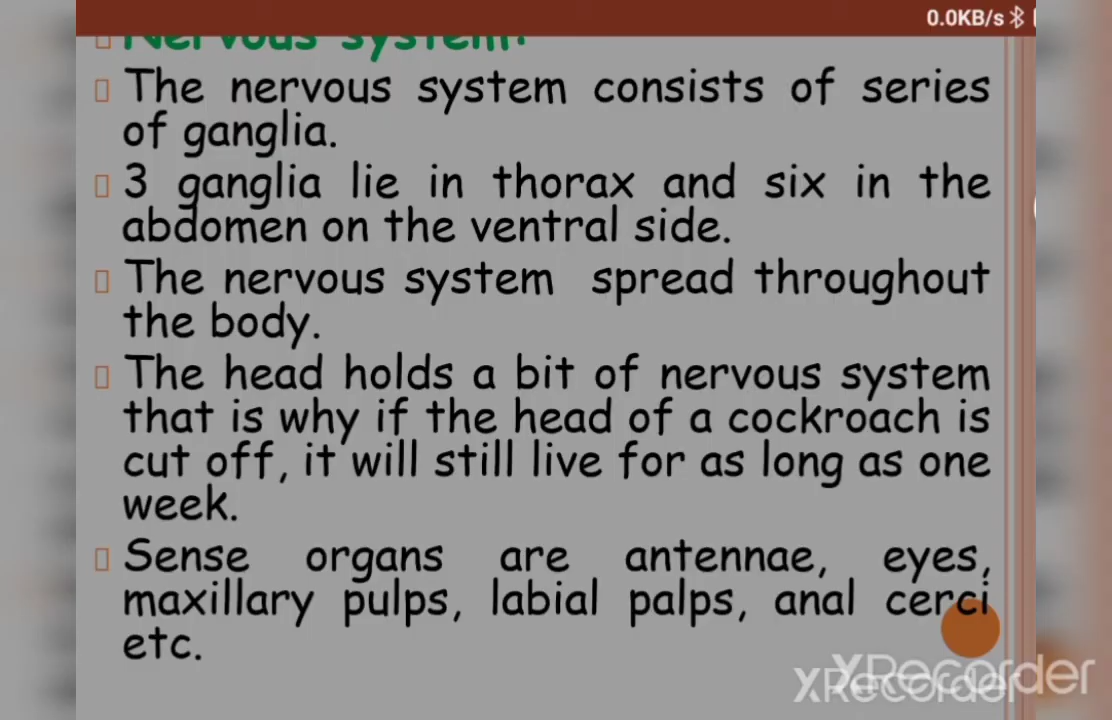 0.0KB/s
Nervous system:
The nervous system consists of series
of ganglia.
3 ganglia lie in thorax and six in the
abdomen on the ventral side.
The nervous system spread throughout
the body.
The head holds a bit of nervous system
that is why if the head of a cockroach is
cut off, it will still live for as long as one
week.
Sense organs are antennae, eyes,
maxillary pulps, labial palps, anal cerci
etc.
XRecorder
XRecorder